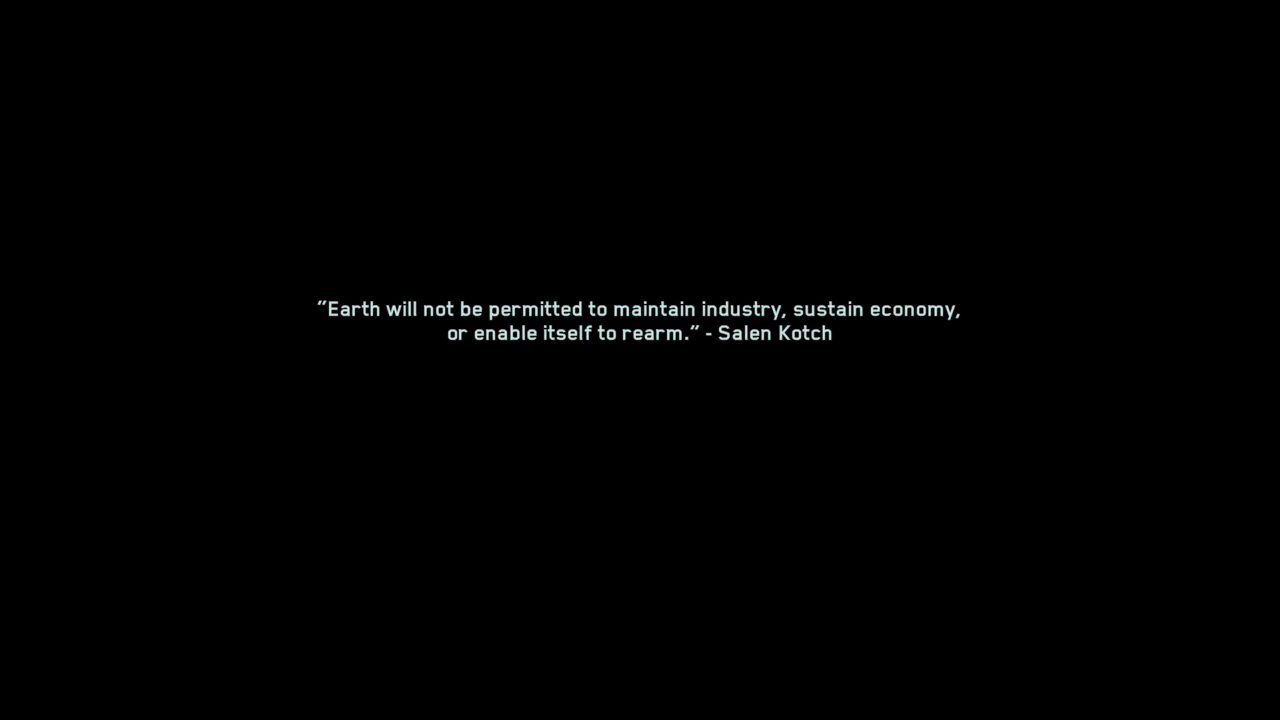 "Earth will not be permitted to maintain industry, sustain economy,
or enable itself to rearm." - Salen Kotch